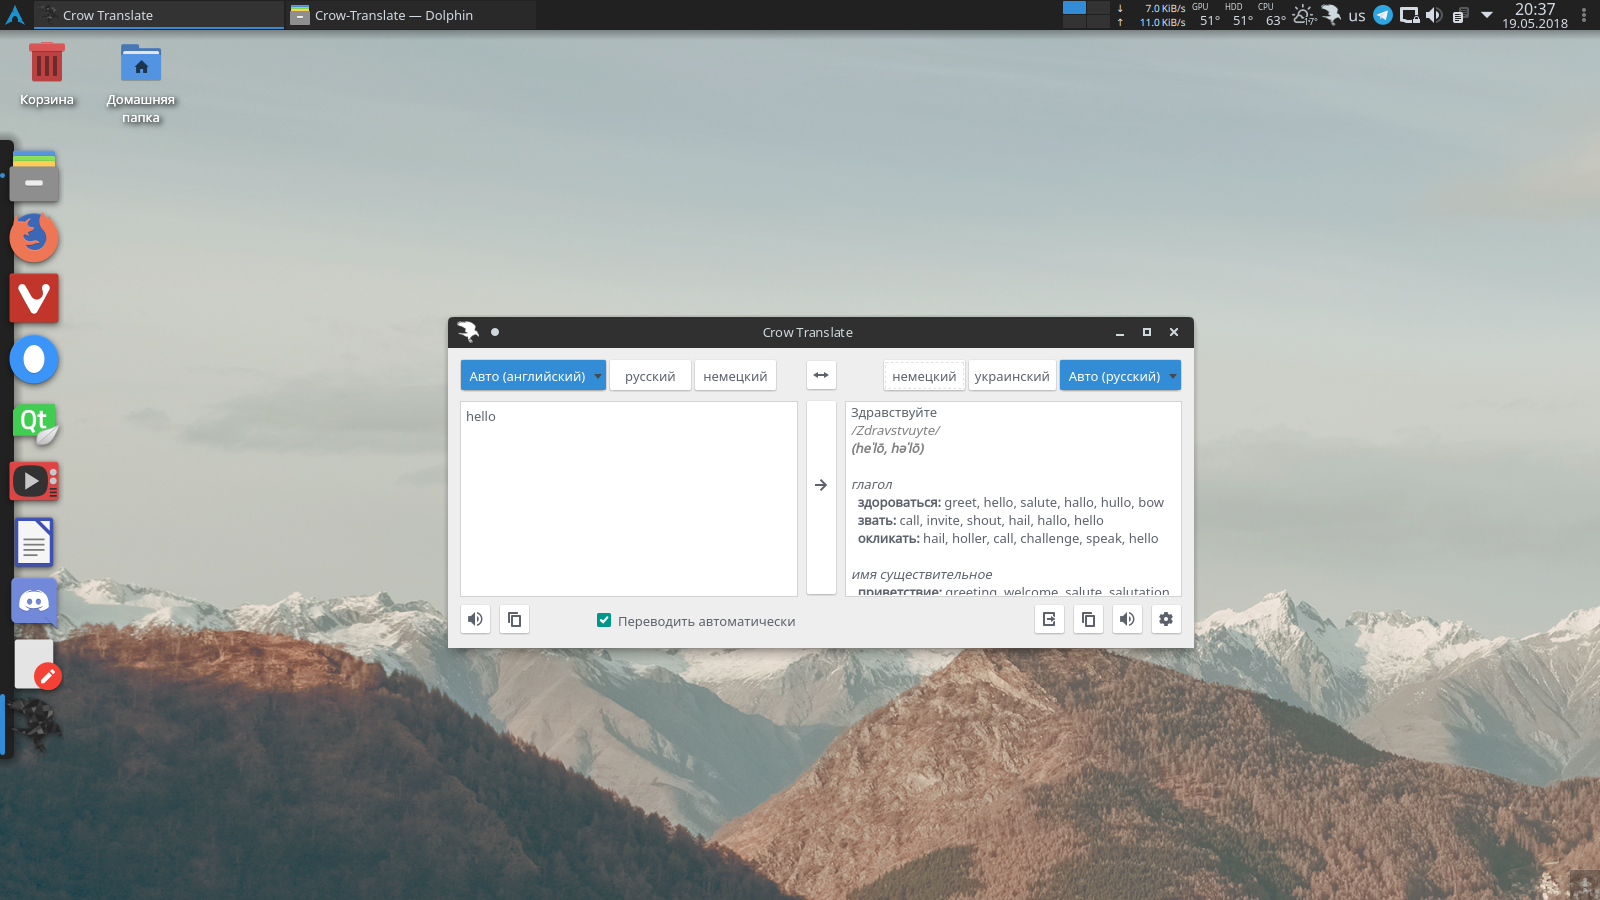 Crow Translate
Crow-Translate — Dolphin
↓ 7.0 KiB/s
↑ 11.0 KiB/s
GPU 51°
HDD 51°
CPU 63°
17°
us
20:37
19.05.2018
Корзина
Домашняя
папка
Crow Translate
Авто (английский)
русский
немецкий
немецкий
украинский
Авто (русский)
hello
Здравствуйте
/Zdravstvuyte/
(heˈlō, həˈlō)
глагол
здороваться: greet, hello, salute, hallo, hullo, bow
звать: call, invite, shout, hail, hallo, hello
окликать: hail, holler, call, challenge, speak, hello
имя существительное
приветствие: greeting, welcome, salute, salutation
Переводить автоматически
Qt